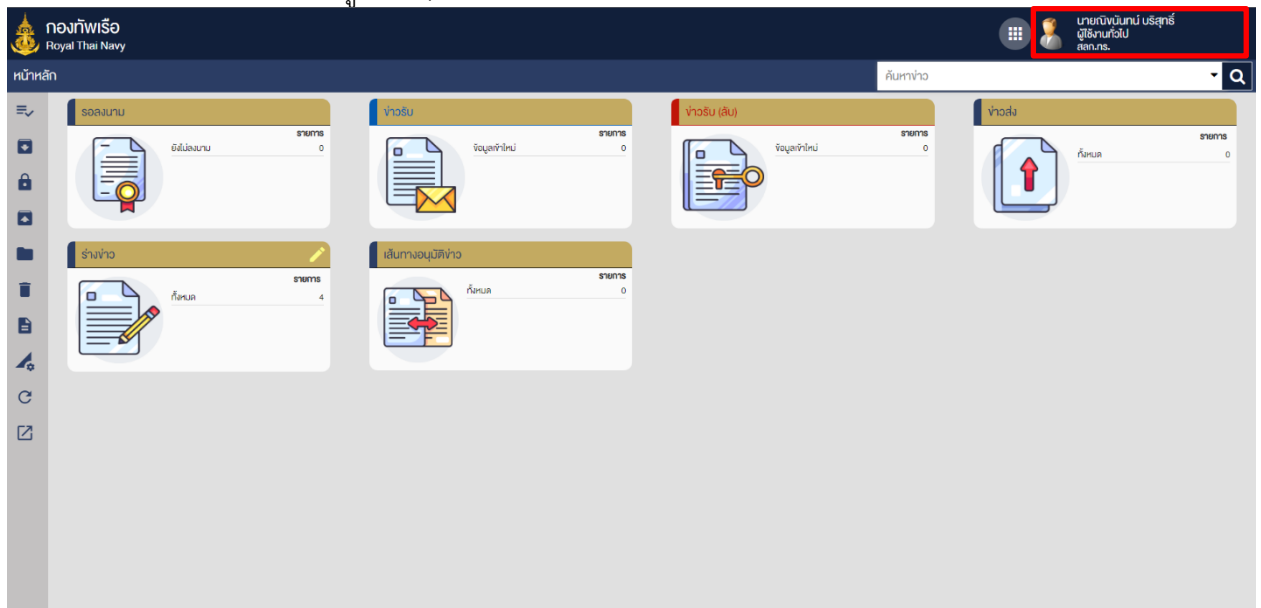 กองทัพเรือ
Royal Thai Navy
นายณิชนันทน์ บริสุทธิ์
ผู้ใช้งานทั่วไป
สลก.ทร.
หน้าหลัก
ค้นหาข่าว
รอลงนาม
รายการ
ยังไม่ลงนาม 0
ข่าวรับ
รายการ
ข้อมูลเข้าใหม่ 0
ข่าวรับ (ลับ)
รายการ
ข้อมูลเข้าใหม่ 0
ข่าวส่ง
รายการ
ทั้งหมด 0
ร่างข่าว
รายการ
ทั้งหมด 4
เส้นทางอนุมัติข่าว
รายการ
ทั้งหมด 0